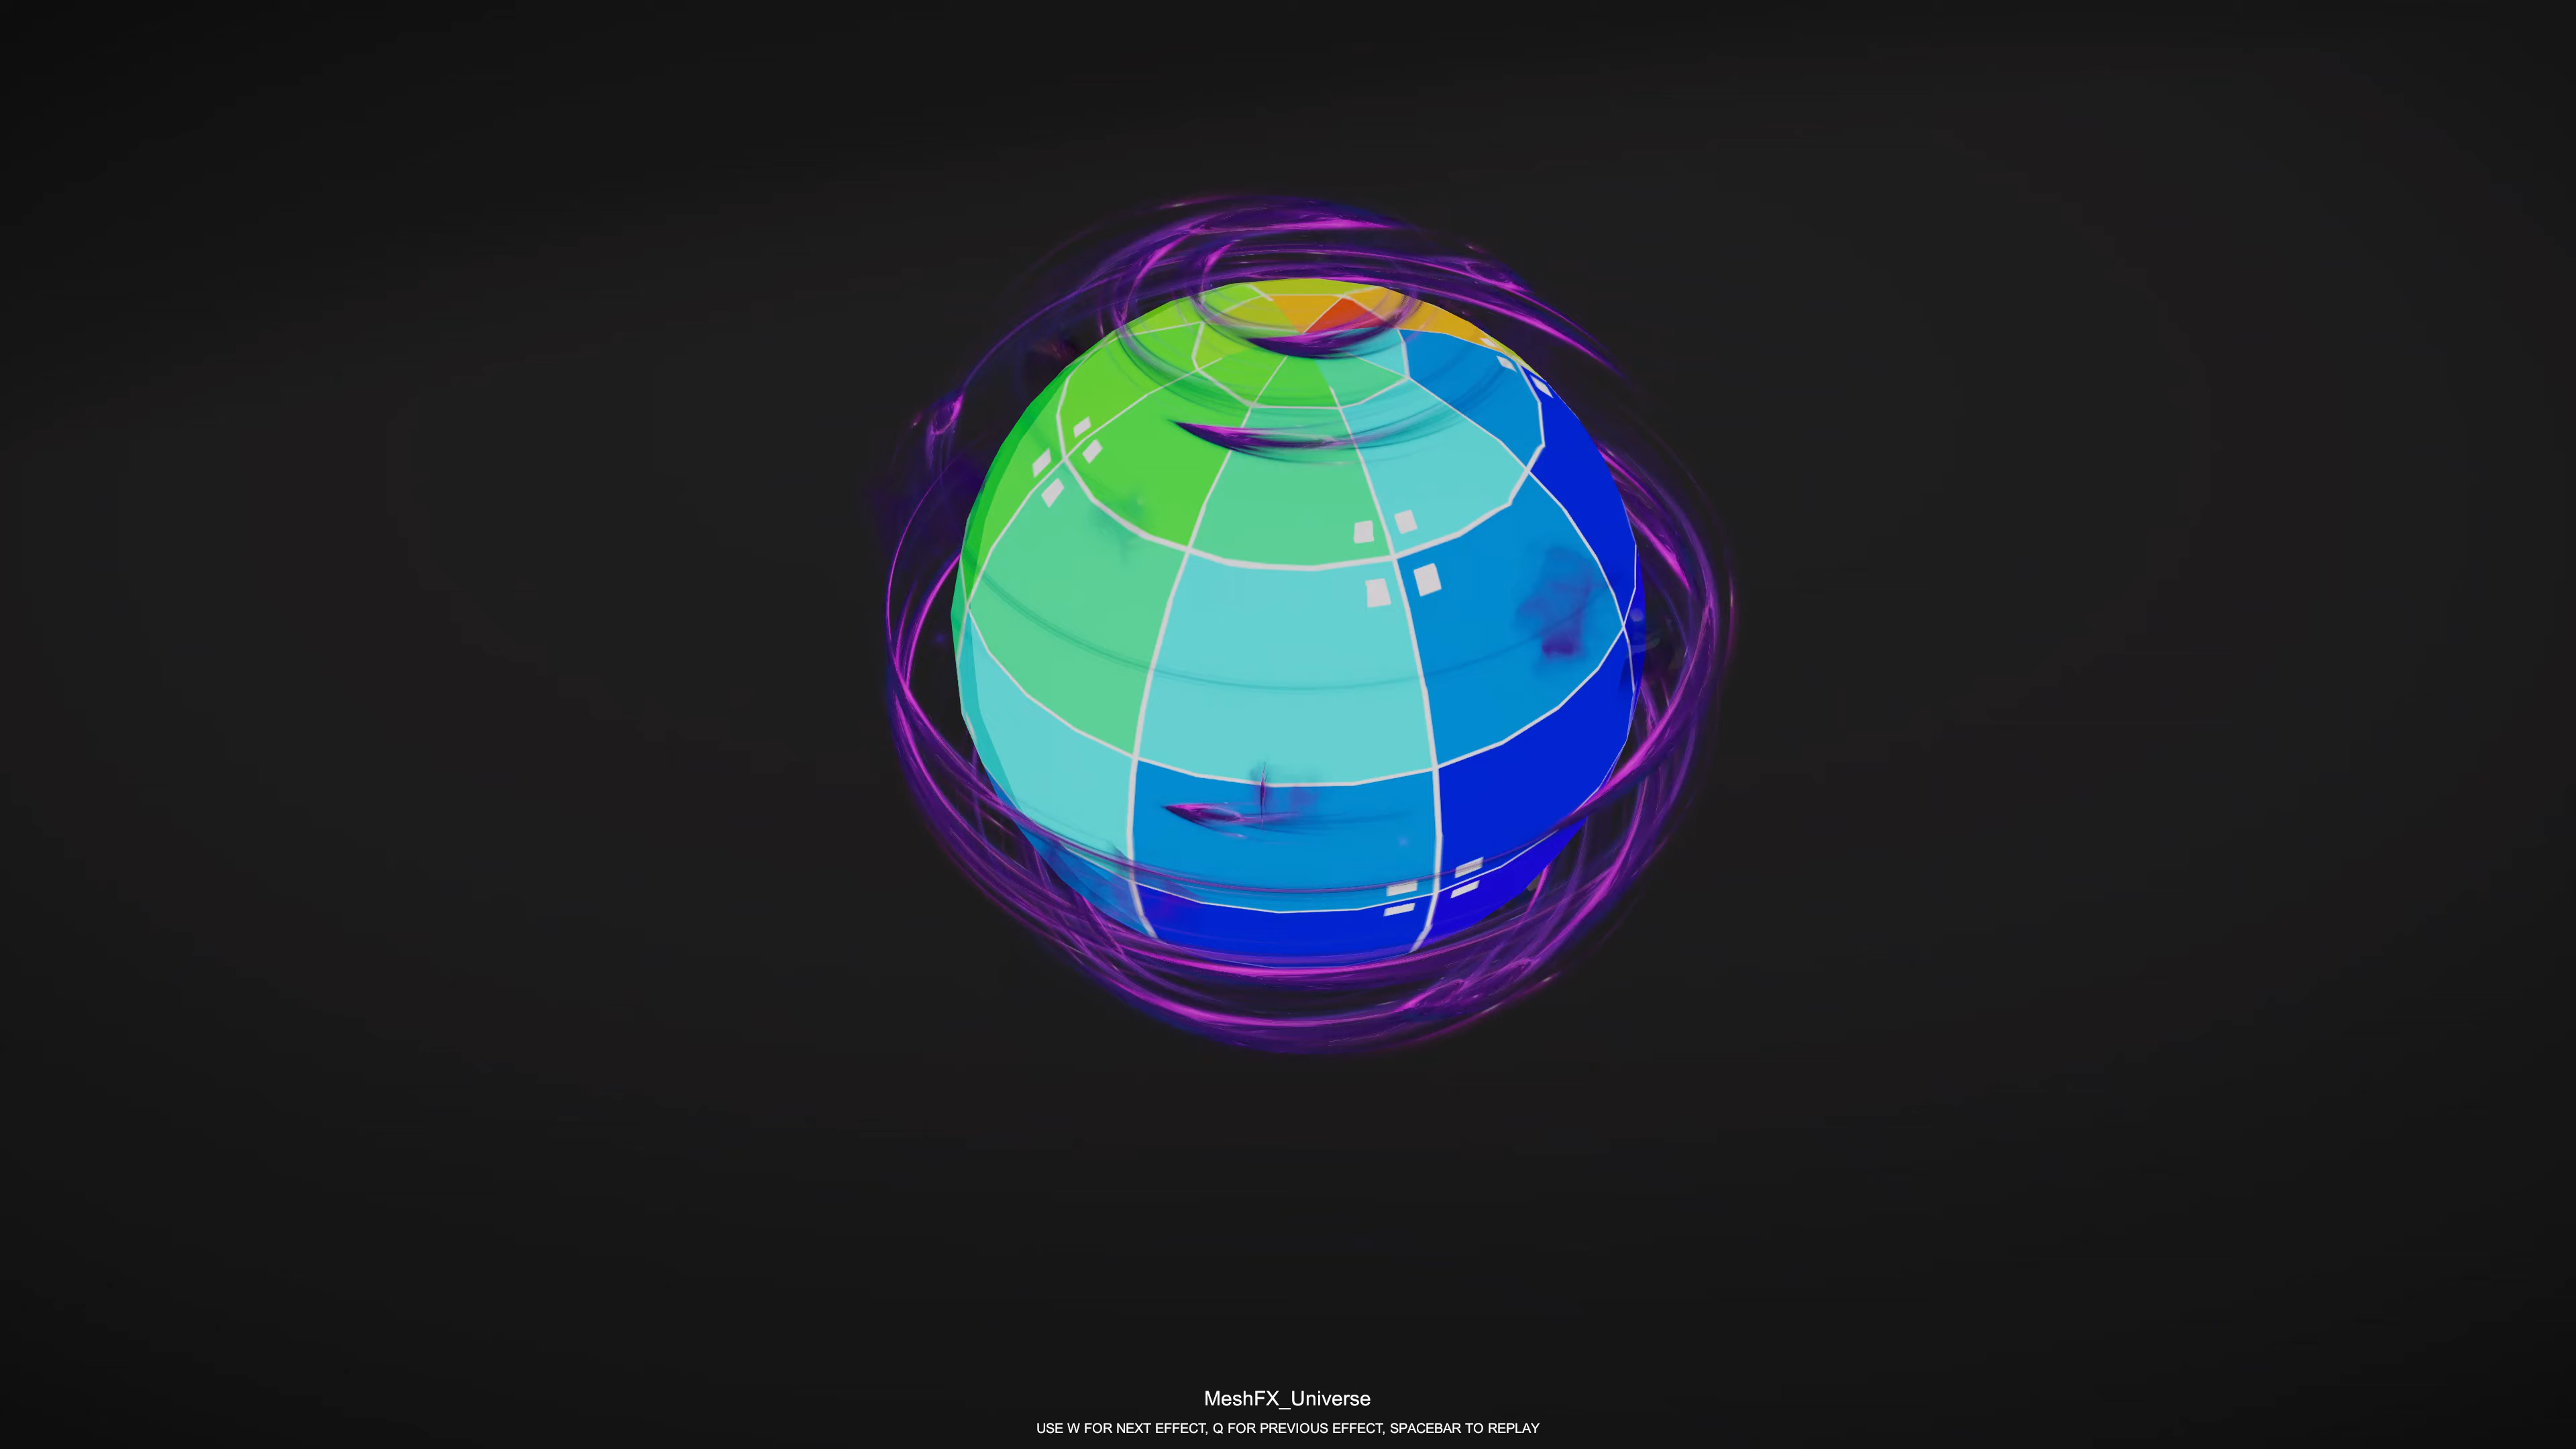 MeshFX_Universe
USE W FOR NEXT EFFECT, Q FOR PREVIOUS EFFECT, SPACEBAR TO REPLAY